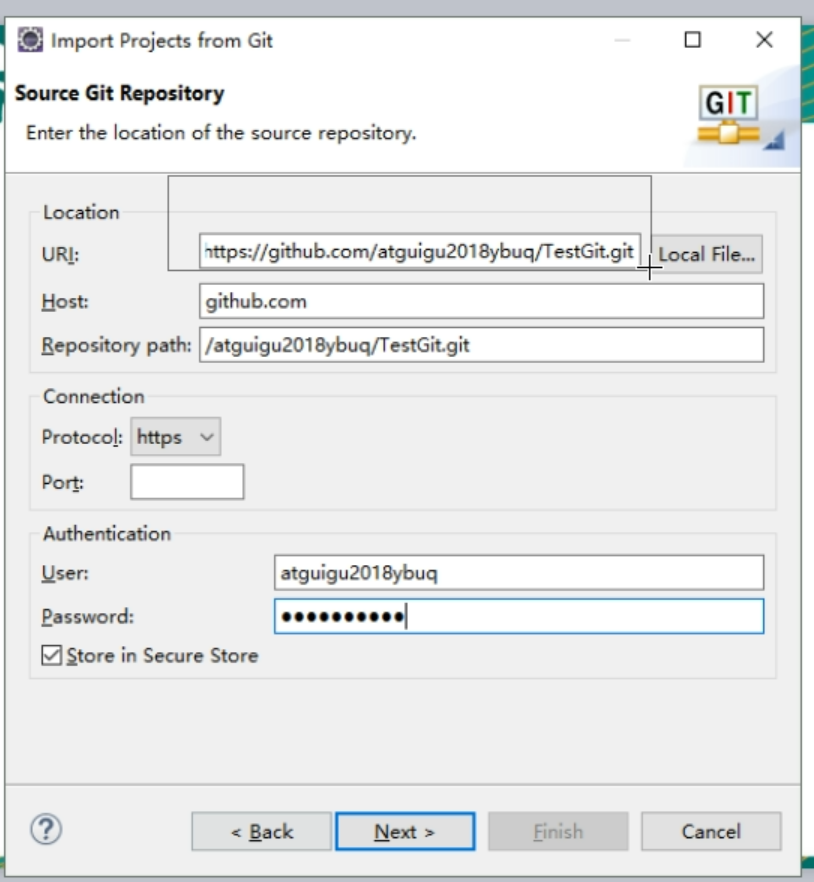 Import Projects from Git
Source Git Repository
Enter the location of the source repository.
GIT
Location
URI: https://github.com/atguigu2018ybuq/TestGit.git Local File...
Host: github.com
Repository path: /atguigu2018ybuq/TestGit.git
Connection
Protocol: https
Port:
Authentication
User: atguigu2018ybuq
Password: ●●●●●●●●●●
Store in Secure Store
? < Back Next > Finish Cancel